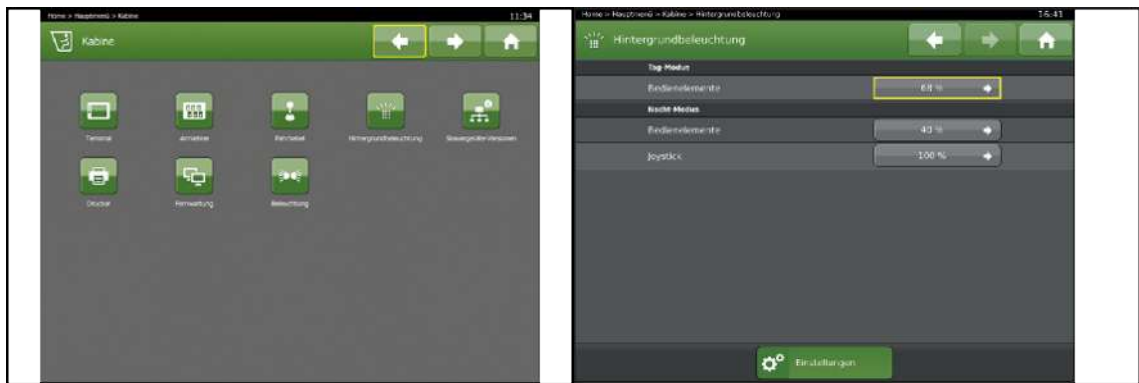 Home > Hauptmenü > Kabine
11:34
Kabine
Terminal
Armlehne
Fahrhebel
Hintergrundbeleuchtung
Steuergeräte-Versionen
Drucker
Fernwartung
Beleuchtung
Home > Hauptmenü > Kabine > Hintergrundbeleuchtung
16:41
Hintergrundbeleuchtung
Tag-Modus
Bedienelemente
68 %
Nacht-Modus
Bedienelemente
40 %
Joystick
100 %
Einstellungen